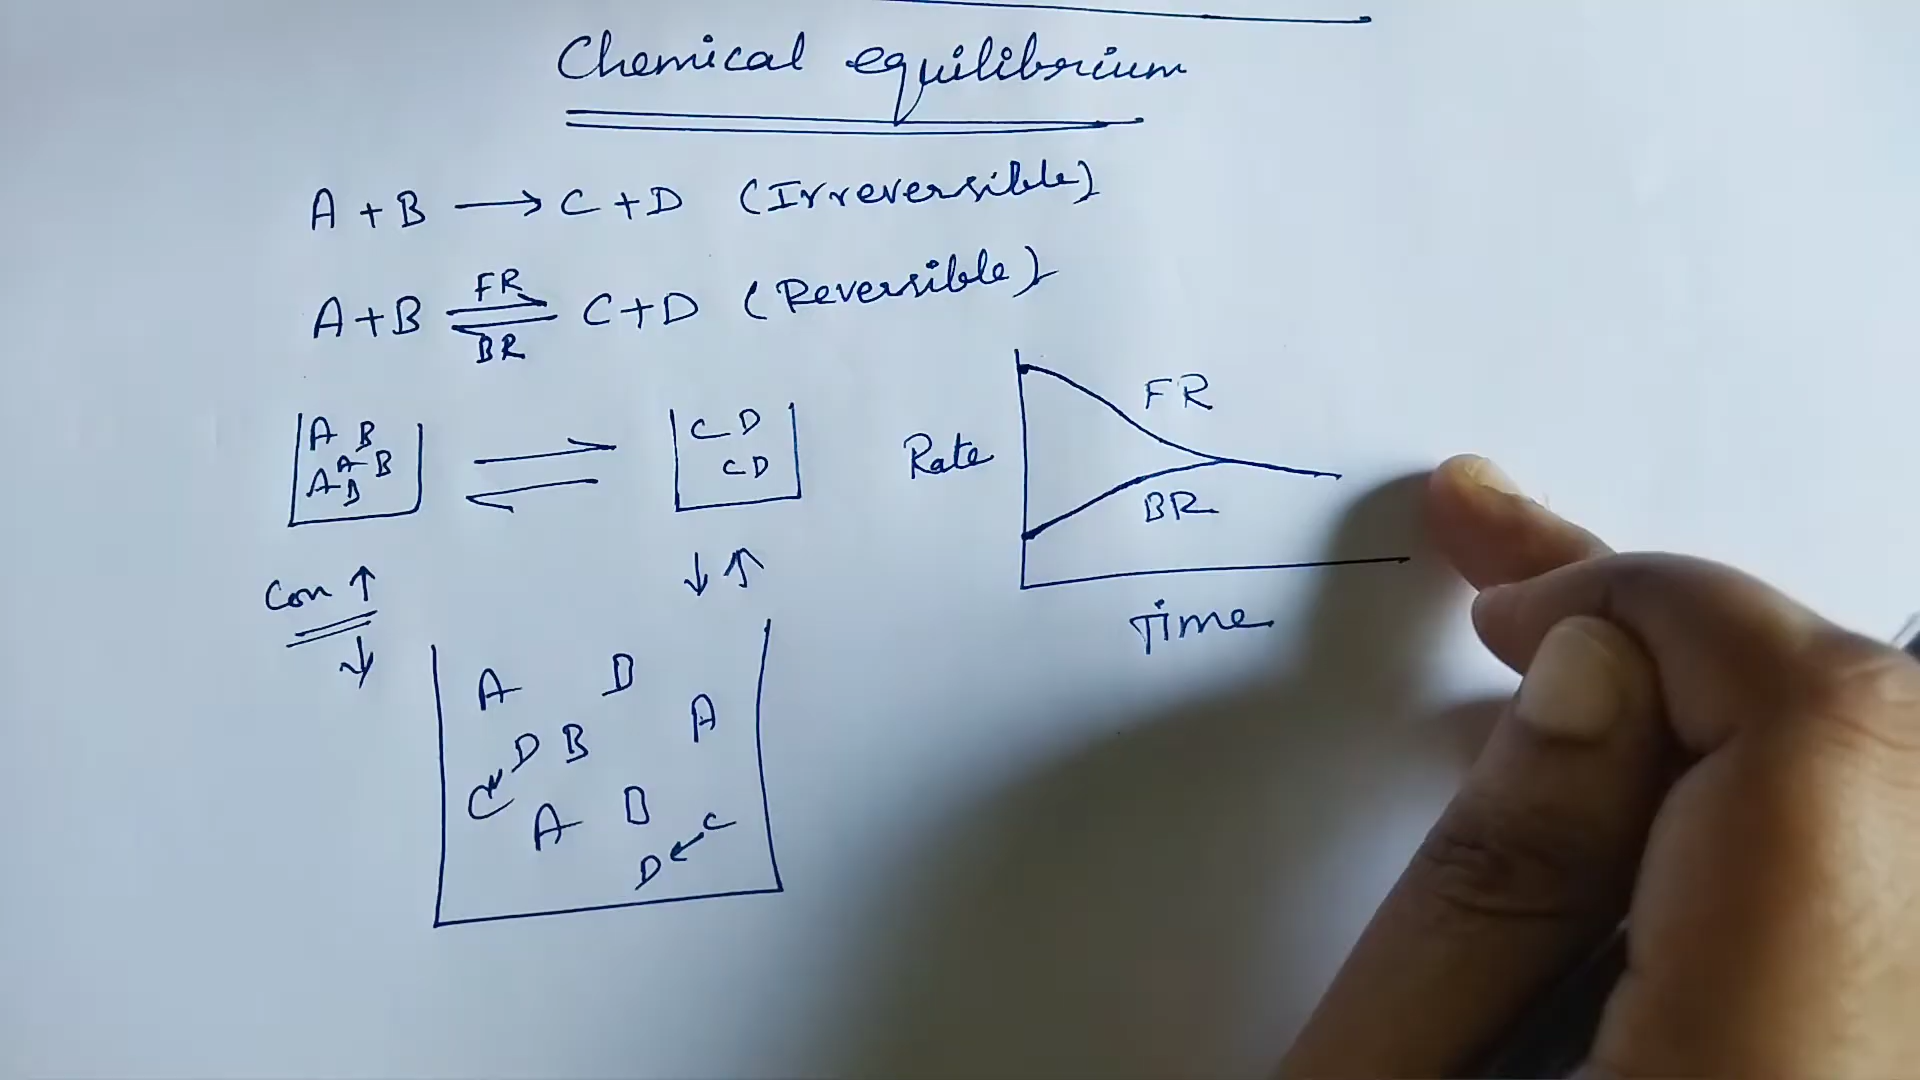 Chemical equilibrium
A + B → C + D (Irreversible)
FR
A + B ⇌ C + D (Reversible)
BR
A B
A A B
B
C D
C D
Con ↑
↓
↓ ↑
A D
D B A
C
A B C
D
FR
Rate
BR
Time